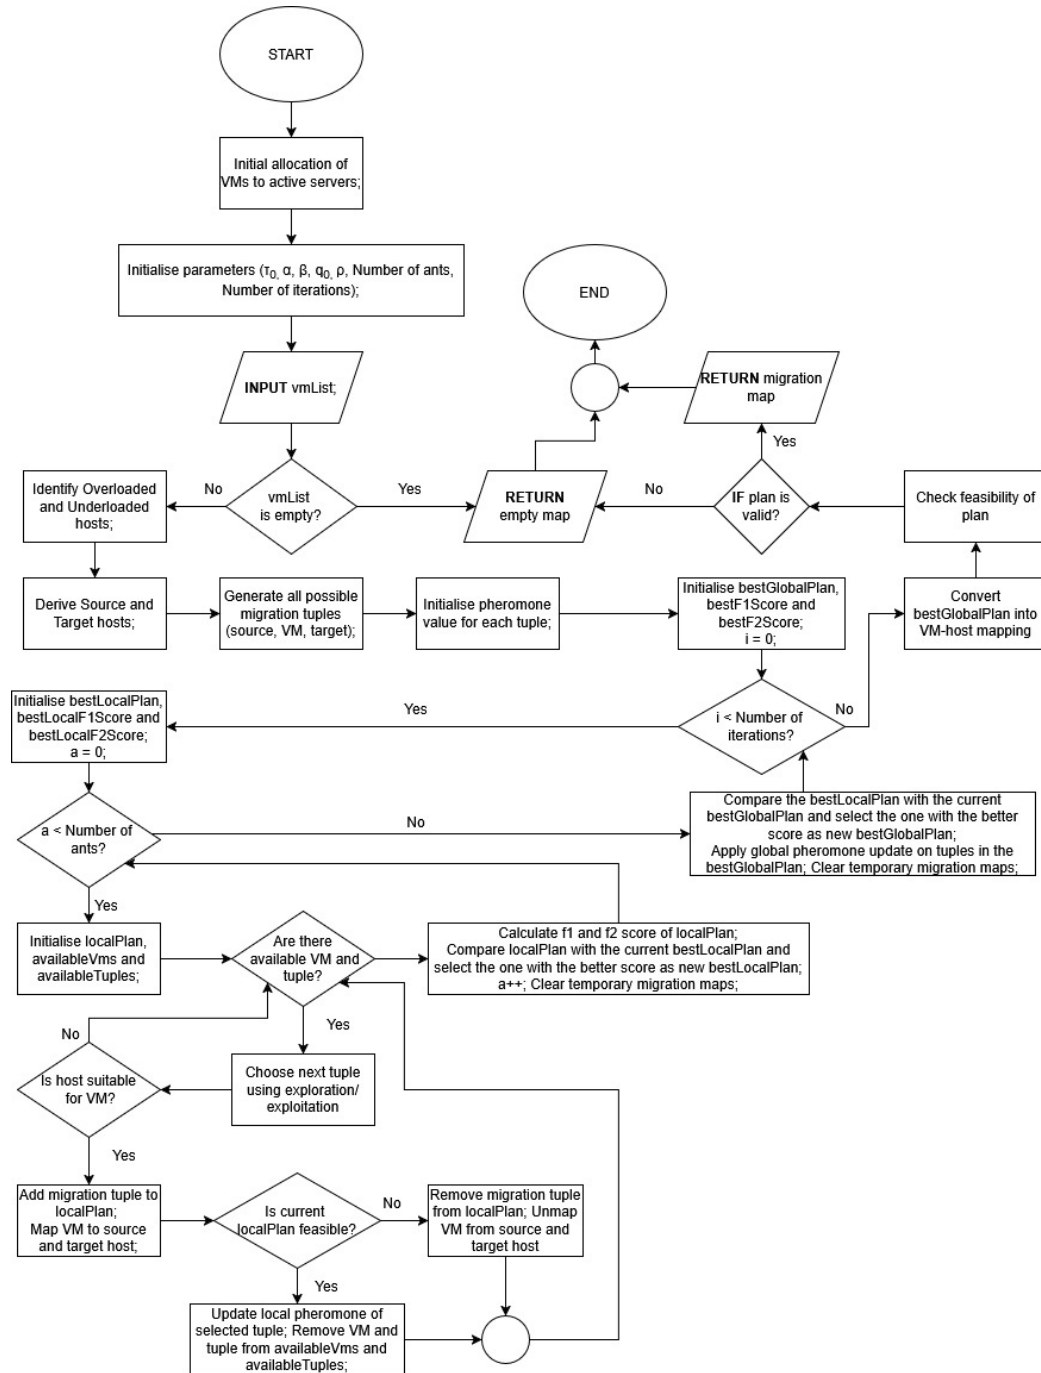 START
Initial allocation of
VMs to active servers;
Initialise parameters (τ0, α, β, q0, ρ, Number of ants,
Number of iterations);
END
INPUT vmList;
RETURN migration
map
Yes
Identify Overloaded
and Underloaded
hosts;
No
vmList
is empty?
Yes
RETURN
empty map
No
IF plan is
valid?
Check feasibility of
plan
Derive Source and
Target hosts;
Generate all possible
migration tuples
(source, VM, target);
Initialise pheromone
value for each tuple;
Initialise bestGlobalPlan,
bestF1Score and
bestF2Score;
i = 0;
Convert
bestGlobalPlan into
VM-host mapping
Initialise bestLocalPlan,
bestLocalF1Score and
bestLocalF2Score;
a = 0;
Yes
i < Number of
iterations?
No
a < Number of
ants?
No
Compare the bestLocalPlan with the current
bestGlobalPlan and select the one with the better
score as new bestGlobalPlan;
Apply global pheromone update on tuples in the
bestGlobalPlan; Clear temporary migration maps;
Yes
Initialise localPlan,
availableVms and
availableTuples;
Are there
available VM and
tuple?
Calculate f1 and f2 score of localPlan;
Compare localPlan with the current bestLocalPlan and
select the one with the better score as new bestLocalPlan;
a++; Clear temporary migration maps;
No
Yes
Is host suitable
for VM?
Choose next tuple
using exploration/
exploitation
Yes
Add migration tuple to
localPlan;
Map VM to source
and target host;
Is current
localPlan feasible?
No
Remove migration tuple
from localPlan; Unmap
VM from source and
target host
Yes
Update local pheromone of
selected tuple; Remove VM and
tuple from availableVms and
availableTuples;